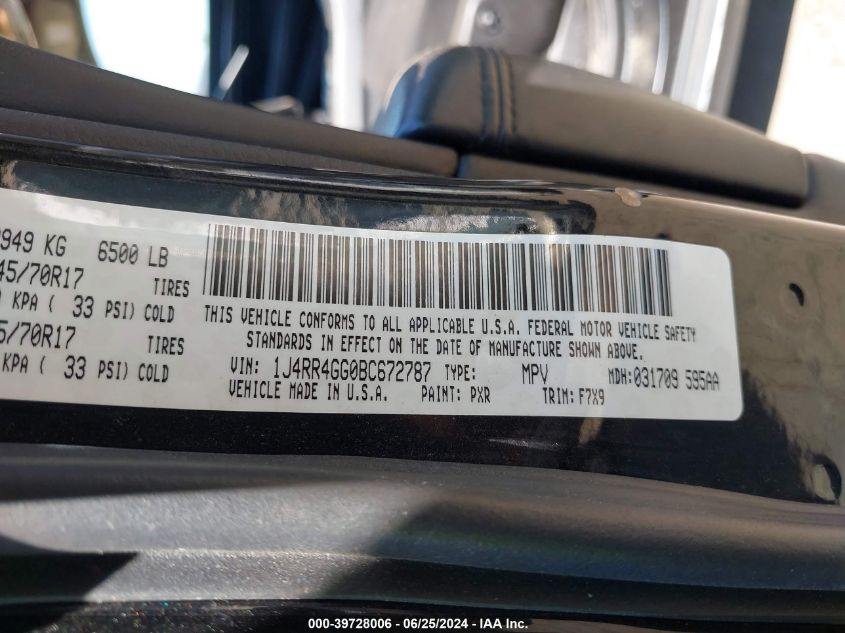 949 KG 6500 LB
45/70R17 TIRES
KPA ( 33 PSI) COLD
5/70R17 TIRES
KPA ( 33 PSI) COLD
THIS VEHICLE CONFORMS TO ALL APPLICABLE U.S.A. FEDERAL MOTOR VEHICLE SAFETY
STANDARDS IN EFFECT ON THE DATE OF MANUFACTURE SHOWN ABOVE.
VIN: 1J4RR4GG0BC672787 TYPE: MPV MDH:031709 595AA
VEHICLE MADE IN U.S.A. PAINT: PXR TRIM: F7X9
000-39728006 - 06/25/2024 - IAA Inc.